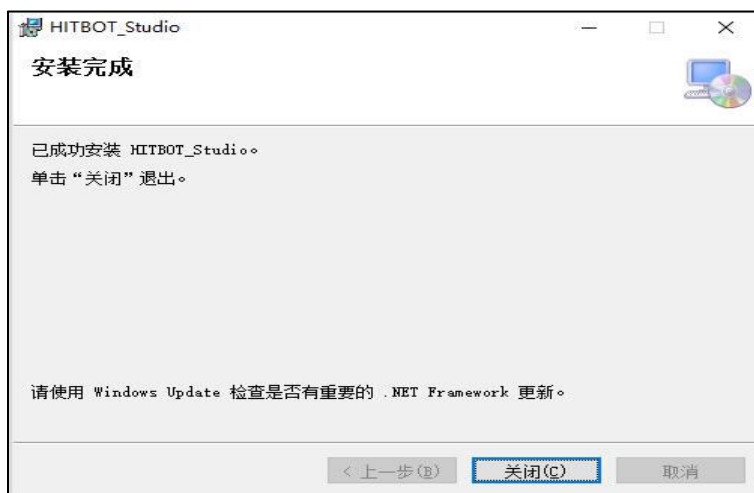 HITBOT_Studio
安装完成
已成功安装 HITBOT_Studio。
单击“关闭”退出。
请使用 Windows Update 检查是否有重要的 .NET Framework 更新。
< 上一步(B)
关闭(C)
取消